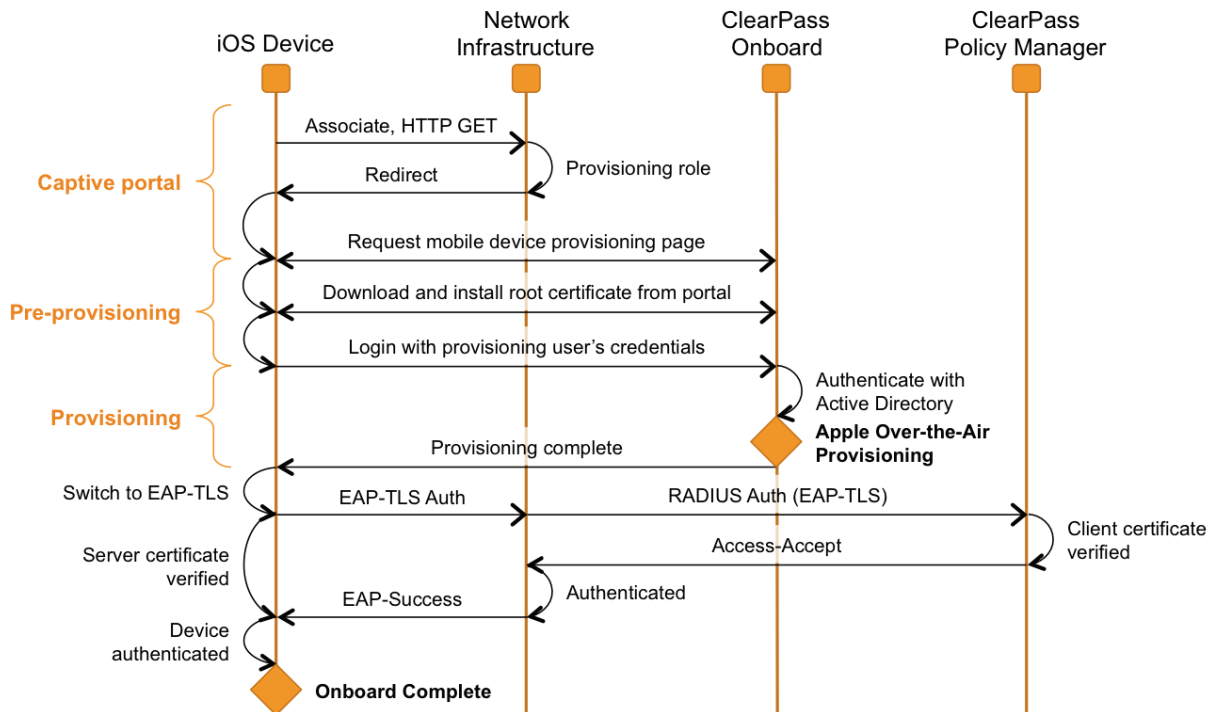 iOS Device
Network
Infrastructure
ClearPass
Onboard
ClearPass
Policy Manager
Associate, HTTP GET
Provisioning role
Captive portal
Redirect
Request mobile device provisioning page
Pre-provisioning
Download and install root certificate from portal
Login with provisioning user's credentials
Authenticate with
Active Directory
Provisioning
Apple Over-the-Air
Provisioning
Provisioning complete
Switch to EAP-TLS
EAP-TLS Auth
RADIUS Auth (EAP-TLS)
Client certificate
verified
Server certificate
verified
Access-Accept
Authenticated
EAP-Success
Device
authenticated
Onboard Complete